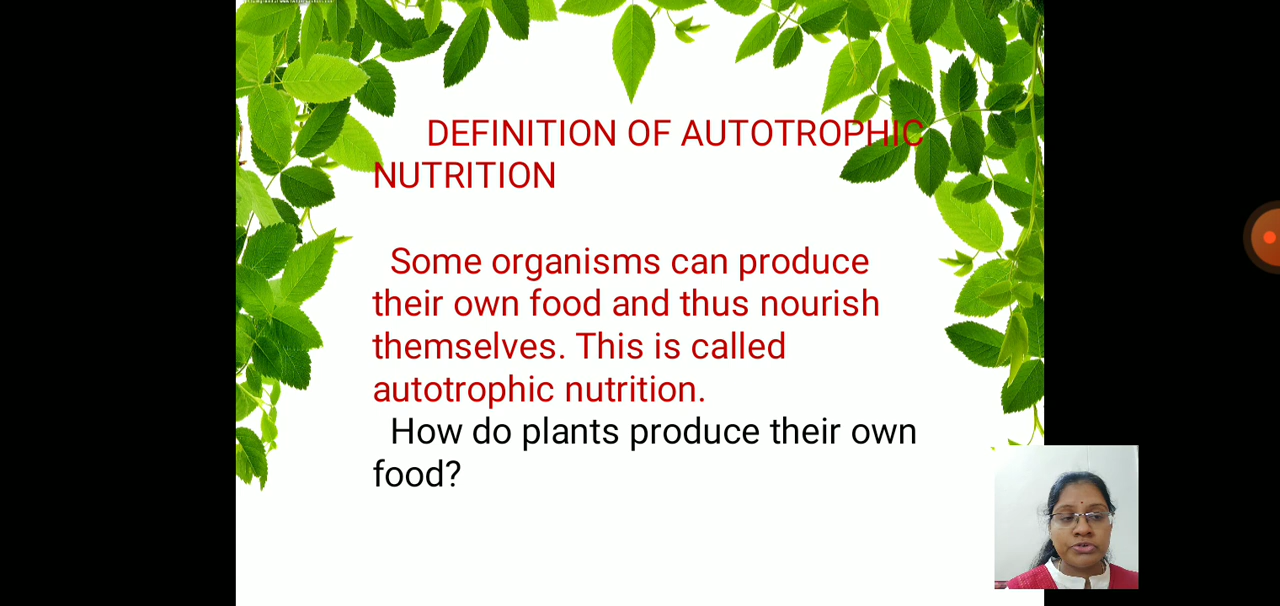 DEFINITION OF AUTOTROPHIC
NUTRITION
Some organisms can produce
their own food and thus nourish
themselves. This is called
autotrophic nutrition.
How do plants produce their own
food?